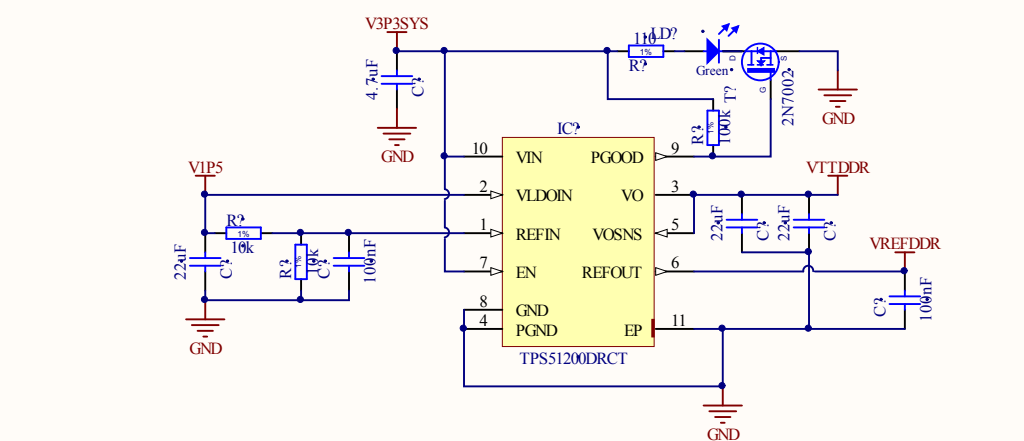 V3P3SYS
4.7uF
C?
GND
110
LD?
1%
R?
Green
D
S
G
T?
2N7002
GND
R?
1%
100k
IC?
10
VIN
PGOOD
9
V1P5
2
VLDOIN
VO
3
VTTDDR
R?
1%
10k
1
REFIN
VOSNS
5
22uF
C?
22uF
C?
22uF
C?
R?
1%
10k
C?
100nF
7
EN
REFOUT
6
VREFDDR
C?
100nF
8
GND
4
PGND
EP
11
GND
TPS51200DRCT
GND